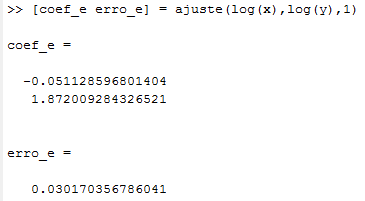 >> [coef_e erro_e] = ajuste(log(x),log(y),1)
coef_e =
-0.051128596801404
1.872009284326521
erro_e =
0.030170356786041